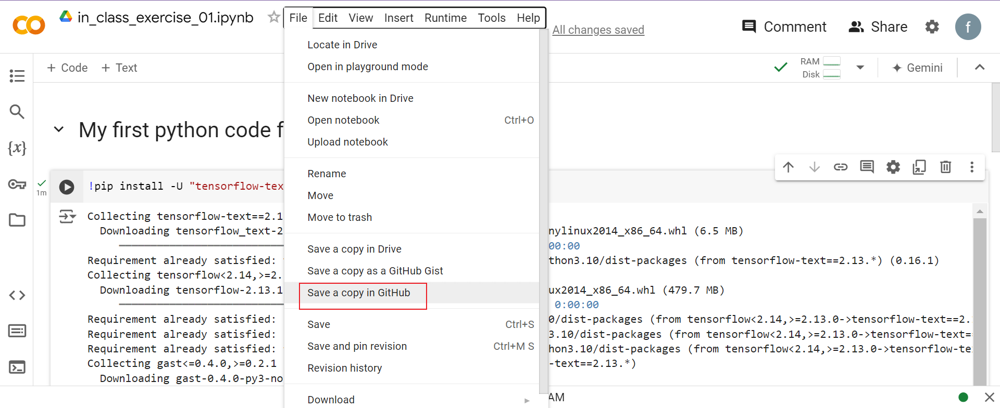 in_class_exercise_01.ipynb
File Edit View Insert Runtime Tools Help
All changes saved
Comment
Share
f
+ Code + Text
RAM
Disk
Gemini
Locate in Drive
Open in playground mode
New notebook in Drive
Open notebook Ctrl+O
Upload notebook
Rename
Move
Move to trash
Save a copy in Drive
Save a copy as a GitHub Gist
Save a copy in GitHub
Save Ctrl+S
Save and pin revision Ctrl+M S
Revision history
Download
My first python code f
{x}
1m
!pip install -U "tensorflow-tex
Collecting tensorflow-text==2.1
Downloading tensorflow_text-2 nylinux2014_x86_64.whl (6.5 MB)
00:00
Requirement already satisfied: thon3.10/dist-packages (from tensorflow-text==2.13.*) (0.16.1)
Collecting tensorflow<2.14,>=2.
Downloading tensorflow-2.13.1 ux2014_x86_64.whl (479.7 MB)
0:00:00
Requirement already satisfied: 0/dist-packages (from tensorflow<2.14,>=2.13.0->tensorflow-text==2.
Requirement already satisfied: 3.10/dist-packages (from tensorflow<2.14,>=2.13.0->tensorflow-text=
Requirement already satisfied: hon3.10/dist-packages (from tensorflow<2.14,>=2.13.0->tensorflow-te
Collecting gast<=0.4.0,>=0.2.1 -text==2.13.*)
Downloading gast-0.4.0-py3-no
AM